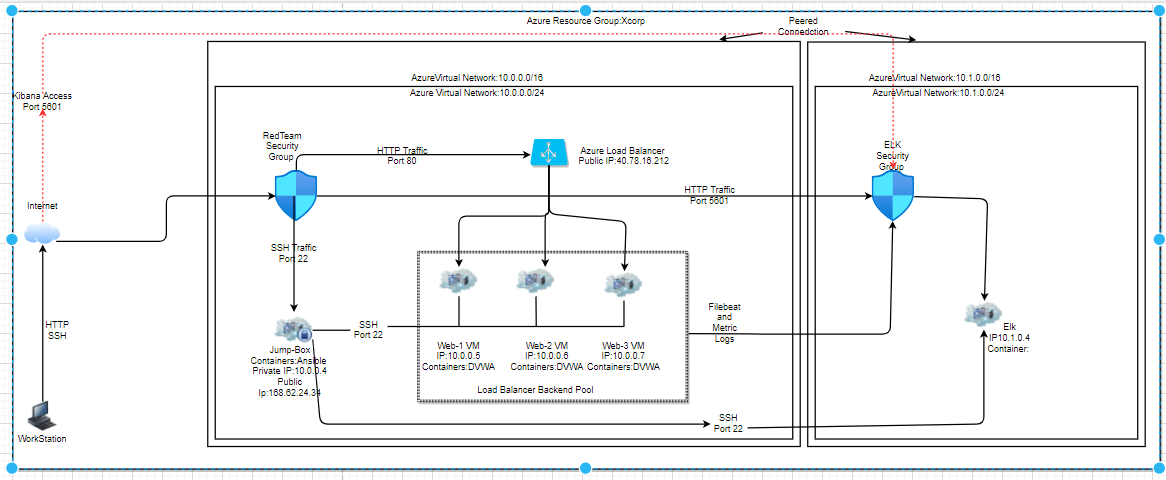 Azure Resource Group:Xcorp
Peered
Connedction
AzureVirtual Network:10.0.0.0/16
Azure Virtual Network:10.0.0.0/24
AzureVirtual Network:10.1.0.0/16
AzureVirtual Network:10.1.0.0/24
Kibana Access
Port 5601
RedTeam
Security
Group
HTTP Traffic
Port 80
Azure Load Balancer
Public IP:40.78.16.212
ELK
Security
Group
HTTP Traffic
Port 5601
Internet
SSH Traffic
Port 22
HTTP
SSH
SSH
Port 22
Jump-Box
Containers:Ansible
Private IP:10.0.0.4
Public
Ip:168.62.24.34
Web-1 VM
IP:10.0.0.5
Containers:DVWA
Web-2 VM
IP:10.0.0.6
Containers:DVWA
Web-3 VM
IP:10.0.0.7
Containers:DVWA
Load Balancer Backend Pool
Filebeat
and
Metric
Logs
Elk
IP10.1.0.4
Container:
SSH
Port 22
WorkStation